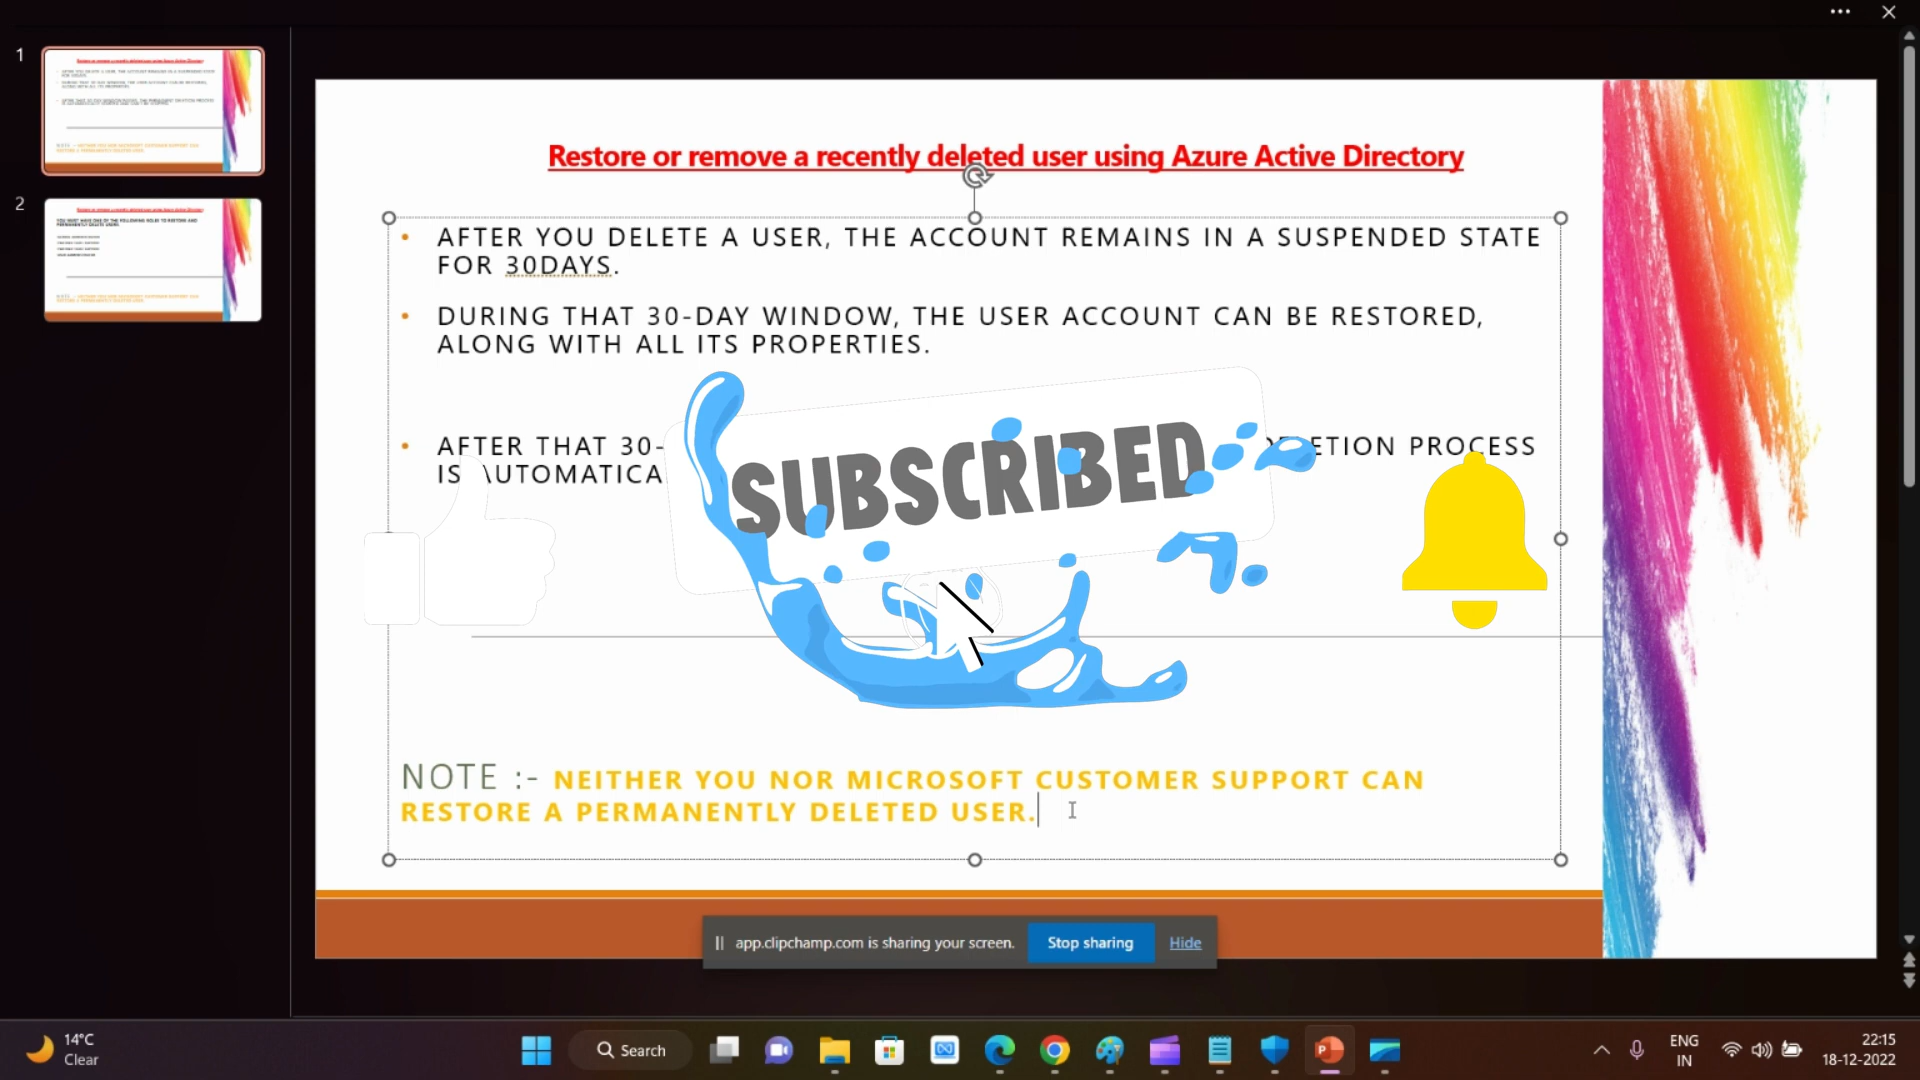 1
2
Restore or remove a recently deleted user using Azure Active Directory
• AFTER YOU DELETE A USER, THE ACCOUNT REMAINS IN A SUSPENDED STATE
FOR 30DAYS.
• DURING THAT 30-DAY WINDOW, THE USER ACCOUNT CAN BE RESTORED,
ALONG WITH ALL ITS PROPERTIES.
• AFTER THAT 30- PROCESS
IS
SUBSCRIBED
NOTE :- NEITHER YOU NOR MICROSOFT CUSTOMER SUPPORT CAN
RESTORE A PERMANENTLY DELETED USER.
app.clipchamp.com is sharing your screen. Stop sharing Hide
14°C
Clear
Search
ENG
IN
22:15
18-12-2022